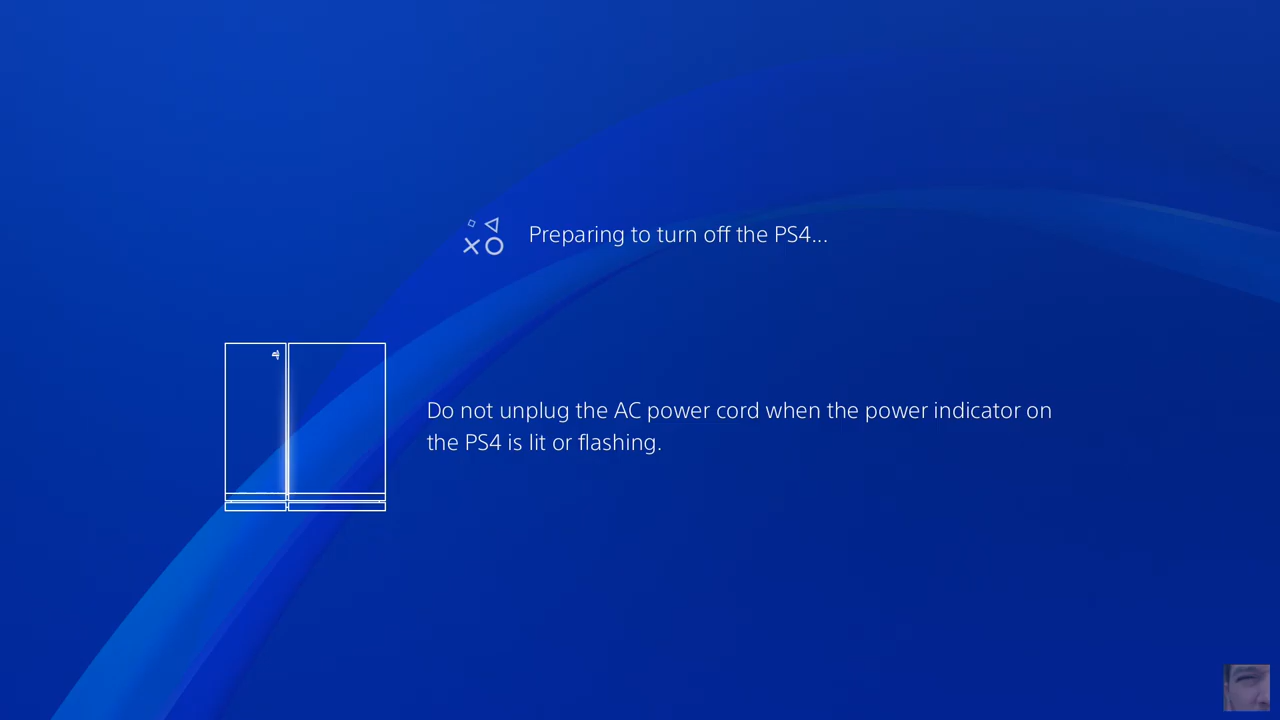 Preparing to turn off the PS4...
Do not unplug the AC power cord when the power indicator on
the PS4 is lit or flashing.